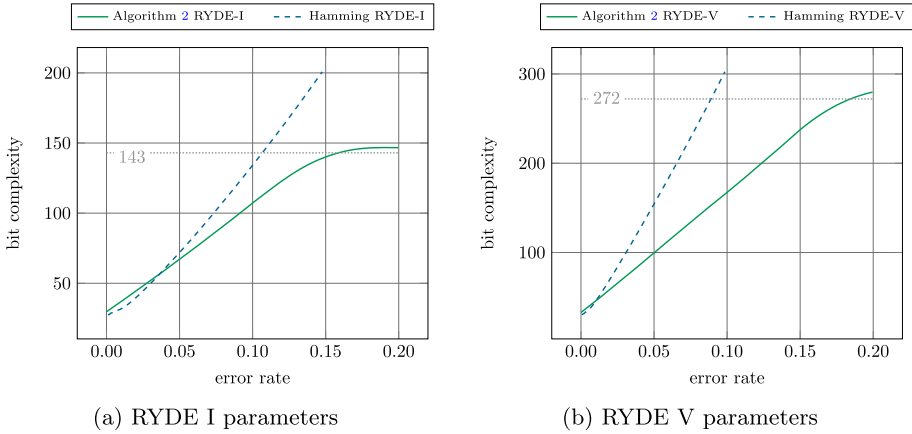 Algorithm 2 RYDE-I Hamming RYDE-I
200
150
100
50
143
0.00 0.05 0.10 0.15 0.20
bit complexity
error rate
(a) RYDE I parameters
Algorithm 2 RYDE-V Hamming RYDE-V
300
200
100
272
0.00 0.05 0.10 0.15 0.20
bit complexity
error rate
(b) RYDE V parameters